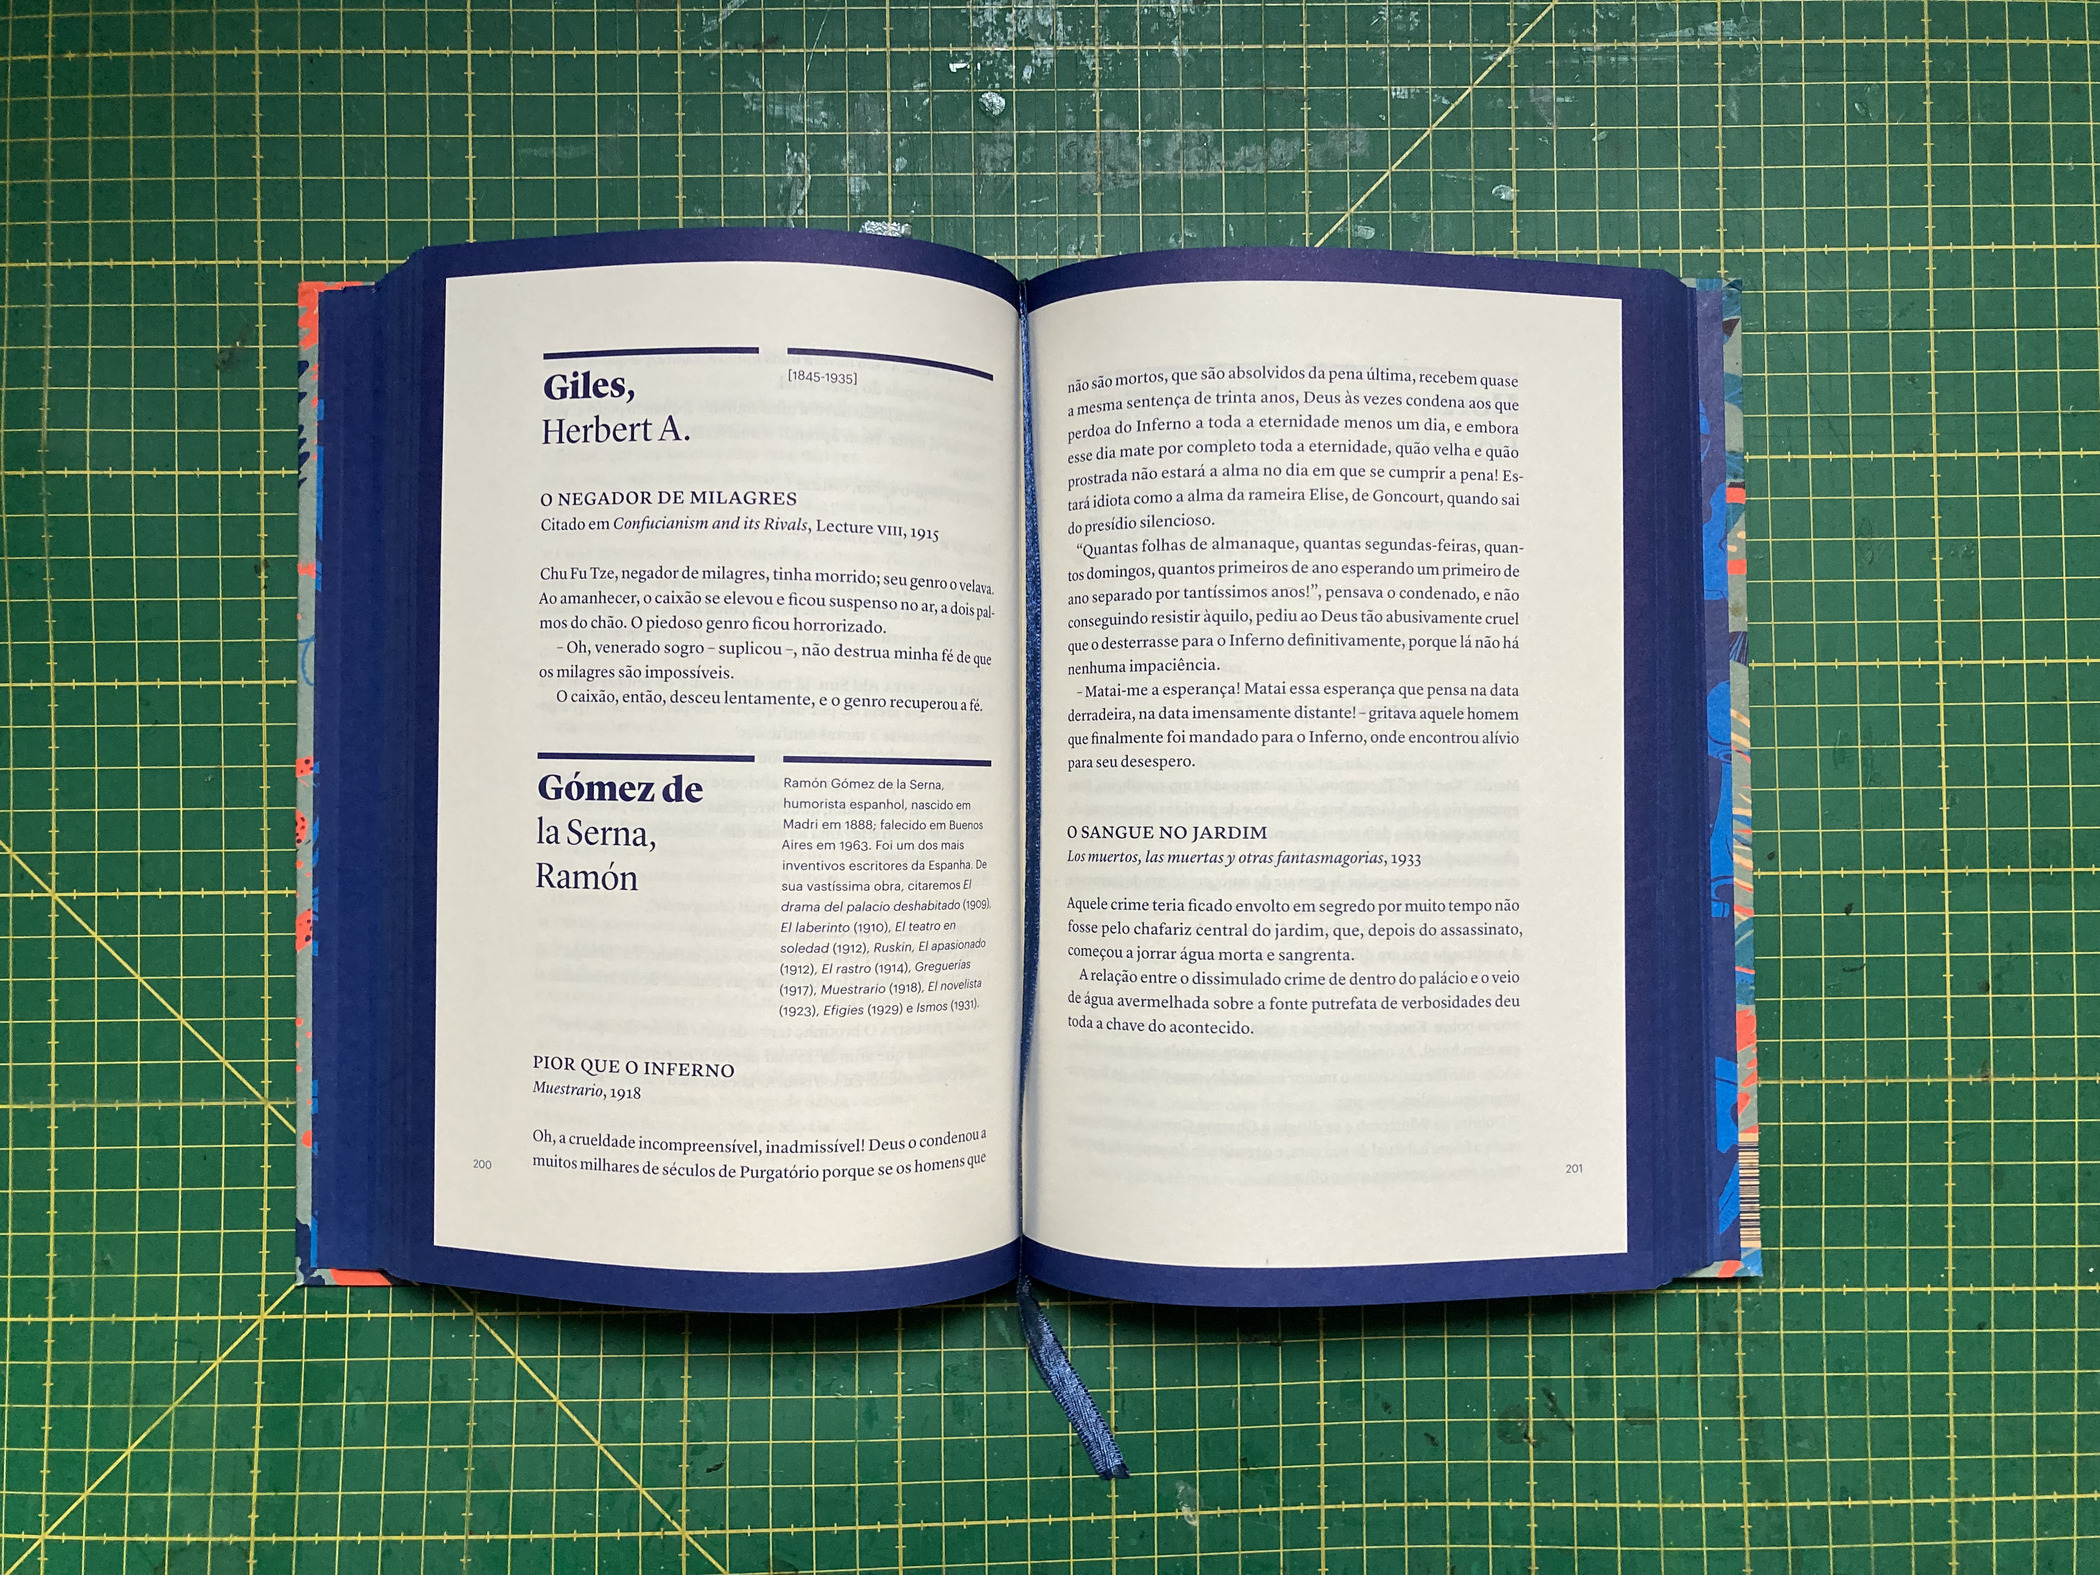 Giles,
Herbert A.
[1845-1935]
O NEGADOR DE MILAGRES
Citado em Confucianism and its Rivals, Lecture VIII, 1915
Chu Fu Tze, negador de milagres, tinha morrido; seu genro o velava.
Ao amanhecer, o caixão se elevou e ficou suspenso no ar, a dois pal-
mos do chão. O piedoso genro ficou horrorizado.
– Oh, venerado sogro – suplicou –, não destrua minha fé de que
os milagres são impossíveis.
O caixão, então, desceu lentamente, e o genro recuperou a fé.
Gómez de
la Serna,
Ramón
Ramón Gómez de la Serna,
humorista espanhol, nascido em
Madri em 1888; falecido em Buenos
Aires em 1963. Foi um dos mais
inventivos escritores da Espanha. De
sua vastíssima obra, citaremos El
drama del palacio deshabitado (1909),
El laberinto (1910), El teatro en
soledad (1912), Ruskin, El apasionado
(1912), El rastro (1914), Greguerías
(1917), Muestrario (1918), El novelista
(1923), Efigies (1929) e Ismos (1931).
PIOR QUE O INFERNO
Muestrario, 1918
Oh, a crueldade incompreensível, inadmissível! Deus o condenou a
muitos milhares de séculos de Purgatório porque se os homens que
200
não são mortos, que são absolvidos da pena última, recebem quase
a mesma sentença de trinta anos, Deus às vezes condena aos que
perdoa do Inferno a toda a eternidade menos um dia, e embora
esse dia mate por completo toda a eternidade, quão velha e quão
prostrada não estará a alma no dia em que se cumprir a pena! Es-
tará idiota como a alma da rameira Elise, de Goncourt, quando sai
do presídio silencioso.
“Quantas folhas de almanaque, quantas segundas-feiras, quan-
tos domingos, quantos primeiros de ano esperando um primeiro de
ano separado por tantíssimos anos!”, pensava o condenado, e não
conseguindo resistir àquilo, pediu ao Deus tão abusivamente cruel
que o desterrasse para o Inferno definitivamente, porque lá não há
nenhuma impaciência.
– Matai-me a esperança! Matai essa esperança que pensa na data
derradeira, na data imensamente distante! – gritava aquele homem
que finalmente foi mandado para o Inferno, onde encontrou alívio
para seu desespero.
O SANGUE NO JARDIM
Los muertos, las muertas y otras fantasmagorias, 1933
Aquele crime teria ficado envolto em segredo por muito tempo não
fosse pelo chafariz central do jardim, que, depois do assassinato,
começou a jorrar água morta e sangrenta.
A relação entre o dissimulado crime de dentro do palácio e o veio
de água avermelhada sobre a fonte putrefata de verbosidades deu
toda a chave do acontecido.
201